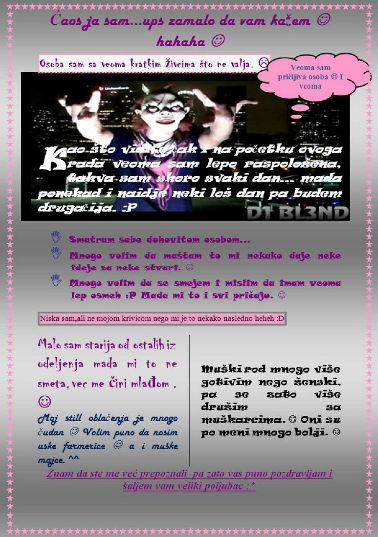 Ćaos ja sam...ups zamalo da vam kažem ☺
hahaha ☺
Osoba sam sa veoma kratkim živcima što ne valja. ☹
Veoma sam
pričljiva osoba ☺ I
veoma
Kao što vidite čak i na početku ovoga
rada veoma sam lepo raspoložena,
takva sam skoro svaki dan... mada
ponekad i naidje neki loš dan pa budem
drugačija. :P
D1 BL3ND
Smatram sebe duhovitom osobom...
Mnogo volim da maštam to mi nekako daje neke
ideje za neke stvari. ☺
Mnogo volim da se smejem i mislim da imam veoma
lep osmeh :P Mada mi to i svi pričaju. ☺
Niska sam,ali ne mojom krivicom nego mi je to nekako nasledno heheh :D
Malo sam starija od ostalih iz
odeljenja mada mi to ne
smeta, vec me čini mlađom .
☺
Moj still oblačenja je mnogo
čudan ☺ Volim puno da nosim
uske farmerice ☺ a i muške
majce. ^^
Muški rod mnogo više
gotivim nego ženski,
pa se zato više
družim sa
muškarcima. ☺ Oni su
po meni mnogo bolji. ☺
Znam da ste me već prepoznali pa zato vas puno pozdravljam i
šaljem vam veliki poljubac :*